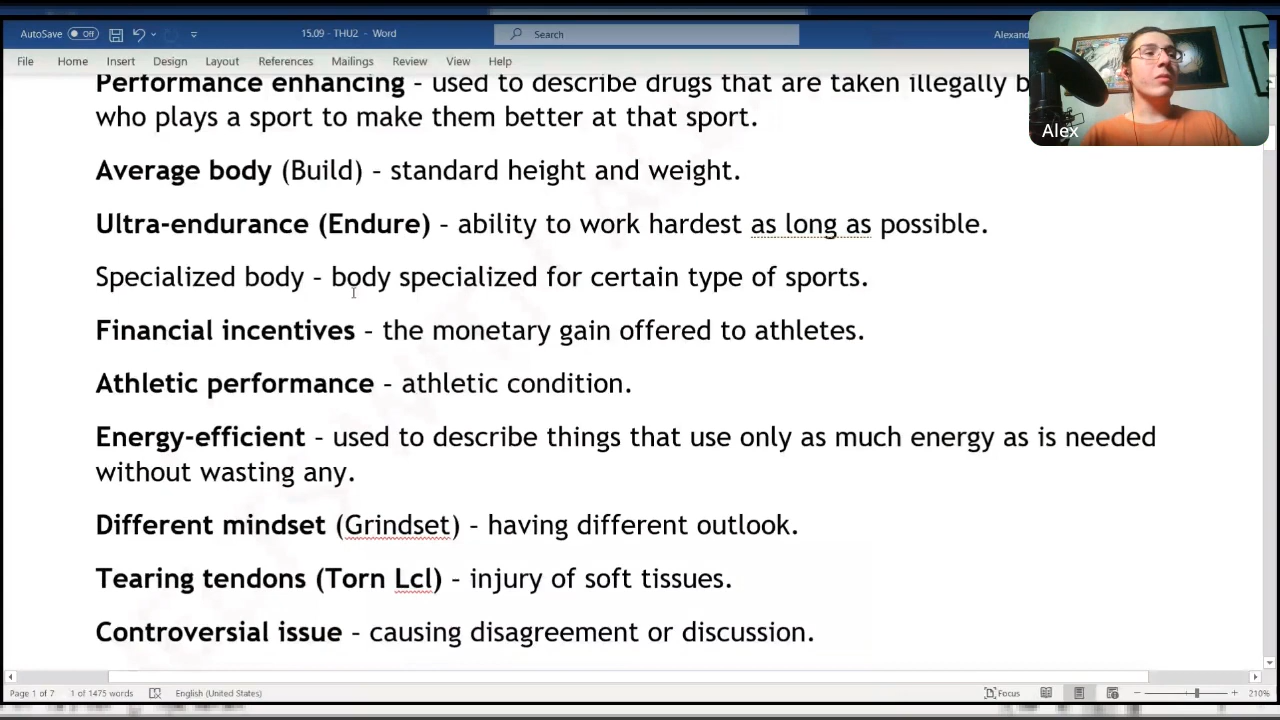 AutoSave Off 15.09 - THU2 - Word Search Alexand
File Home Insert Design Layout References Mailings Review View Help
Alex
Performance enhancing – used to describe drugs that are taken illegally b
who plays a sport to make them better at that sport.
Average body (Build) – standard height and weight.
Ultra-endurance (Endure) – ability to work hardest as long as possible.
Specialized body – body specialized for certain type of sports.
Financial incentives – the monetary gain offered to athletes.
Athletic performance – athletic condition.
Energy-efficient – used to describe things that use only as much energy as is needed
without wasting any.
Different mindset (Grindset) – having different outlook.
Tearing tendons (Torn Lcl) – injury of soft tissues.
Controversial issue – causing disagreement or discussion.
Page 1 of 7 1 of 1475 words English (United States) Focus 210%